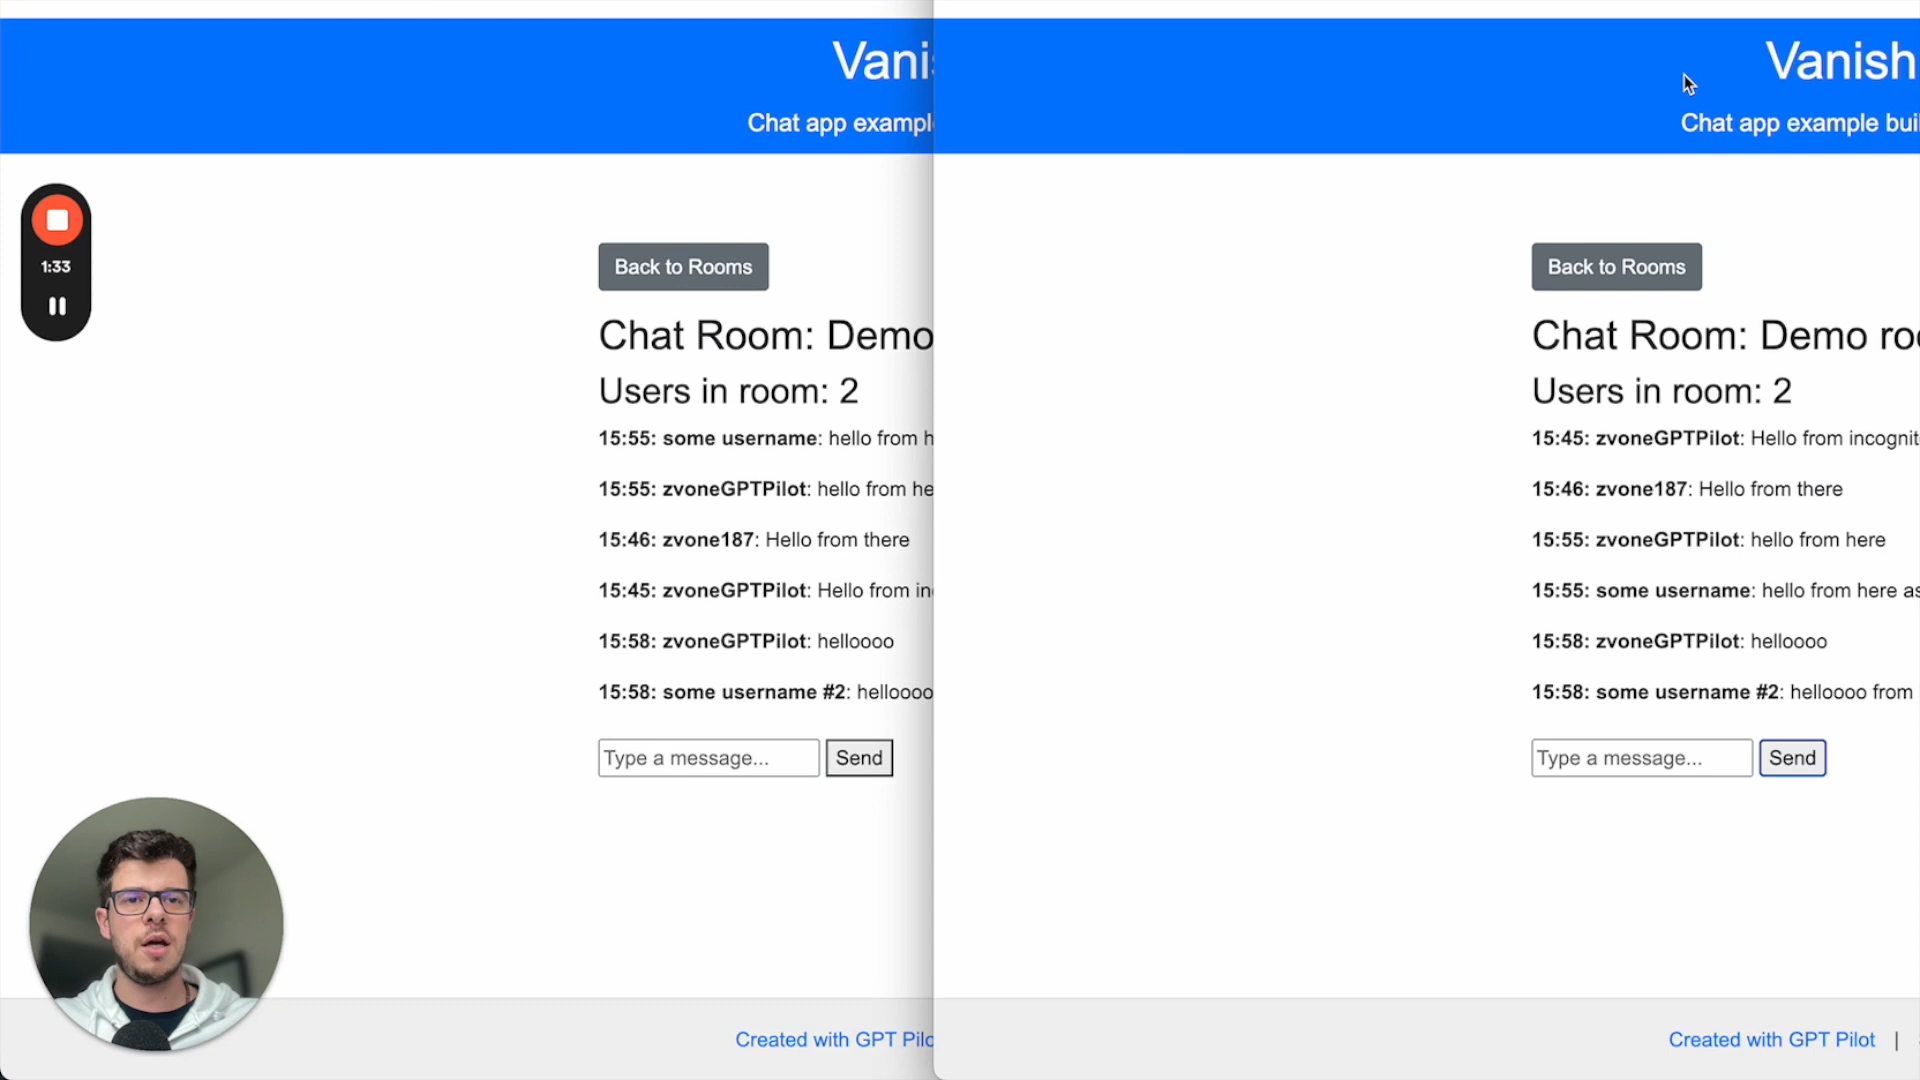 Vani
Chat app exampl
1:33
Back to Rooms
Chat Room: Demo
Users in room: 2
15:55: some username: hello from h
15:55: zvoneGPTPilot: hello from he
15:46: zvone187: Hello from there
15:45: zvoneGPTPilot: Hello from in
15:58: zvoneGPTPilot: helloooo
15:58: some username #2: helloooo
Type a message... Send
Created with GPT Pilo
Vanish
Chat app example buil
Back to Rooms
Chat Room: Demo roo
Users in room: 2
15:45: zvoneGPTPilot: Hello from incognit
15:46: zvone187: Hello from there
15:55: zvoneGPTPilot: hello from here
15:55: some username: hello from here as
15:58: zvoneGPTPilot: helloooo
15:58: some username #2: helloooo from
Type a message... Send
Created with GPT Pilot |